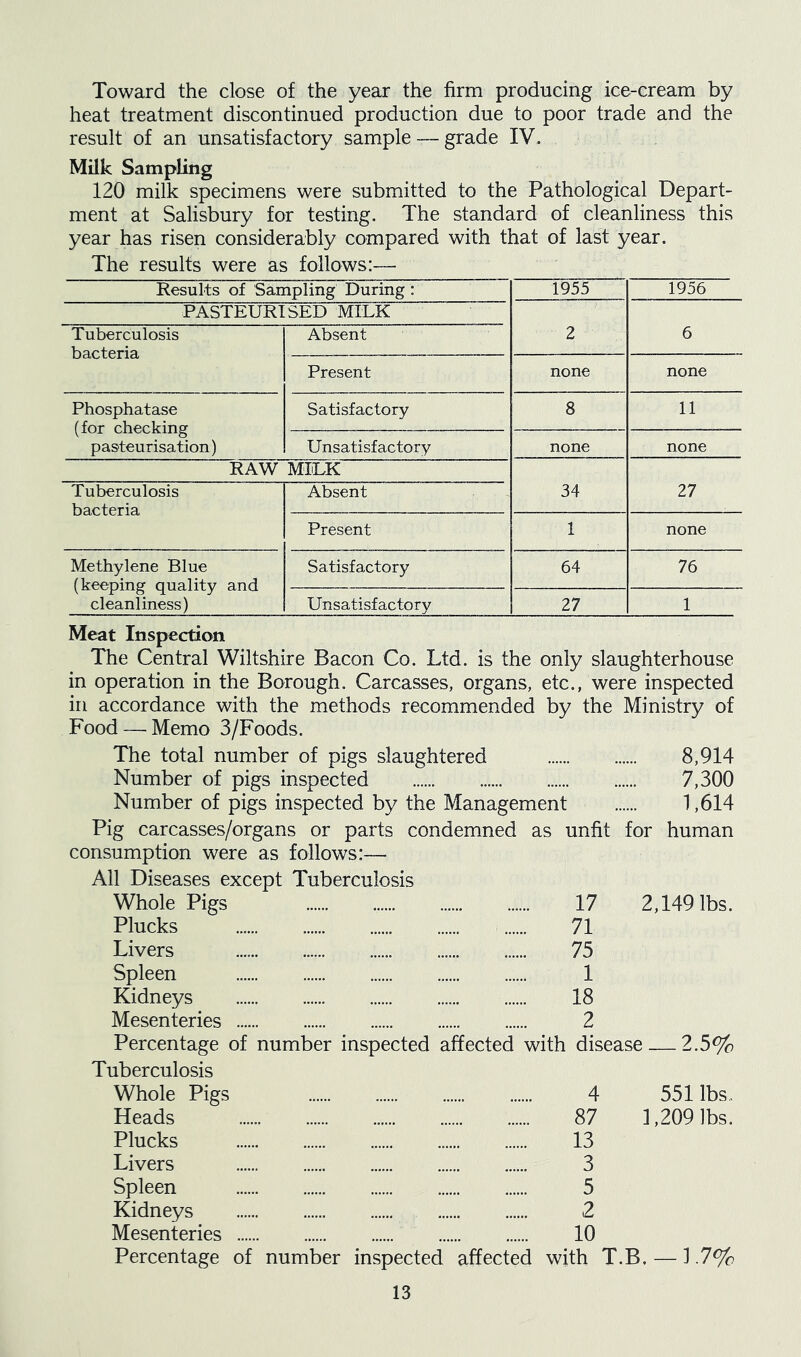 Toward the close of the year the firm producing ice-cream by
heat treatment discontinued production due to poor trade and the
result of an unsatisfactory sample — grade IV.
Milk Sampling
120 milk specimens were submitted to the Pathological Depart-
ment at Salisbury for testing. The standard of cleanliness this
year has risen considerably compared with that of last year.
The results were as follows:—
Results of Sampling During : 1955 1956
PASTEURISED MILK
Tuberculosis bacteria Absent 2 6
Present none none
Phosphatase (for checking pasteurisation) Satisfactory 8 11
Unsatisfactory none none
RAW MILK
Tuberculosis bacteria Absent 34 27
Present 1 none
Methylene Blue (keeping quality and cleanliness) Satisfactory 64 76
Unsatisfactory 27 1
Meat Inspection
The Central Wiltshire Bacon Co. Ltd. is the only slaughterhouse
in operation in the Borough. Carcasses, organs, etc., were inspected
in accordance with the methods recommended by the Ministry of
Food — Memo 3/Foods.
The total number of pigs slaughtered ...... ...... 8,914
Number of pigs inspected ...... ...... ...... ...... 7,300
Number of pigs inspected by the Management ...... 1,614
Pig carcasses/organs or parts condemned as unfit for human
consumption were as follows:—
All Diseases except Tuberculosis
Whole Pigs ...... ...... ...... ...... 17 2,149 lbs.
Plucks ...... ...... ...... ...... ...... 71
Livers ...... ...... ...... ...... ...... 75
Spleen ...... ...... ...... ...... ...... 1
Kidneys ...... ...... ...... ...... ...... 18
Mesenteries ...... ...... ...... ...... ...... 2
Percentage of number inspected affected with disease — 2.5%
Tuberculosis
Whole Pigs ...... ...... ...... ...... 4 551 lbs.
Heads ...... ...... ...... ...... ...... 87 1,209 lbs.
Plucks ...... ...... ...... ...... ...... 13
Livers ...... ...... ...... ...... ...... 3
Spleen ...... ...... ...... ...... ...... 5
Kidneys ...... ...... ...... ...... ...... 2
Mesenteries ...... ...... ...... ...... ...... 10
Percentage of number inspected affected with T.B. — 1.7%
13